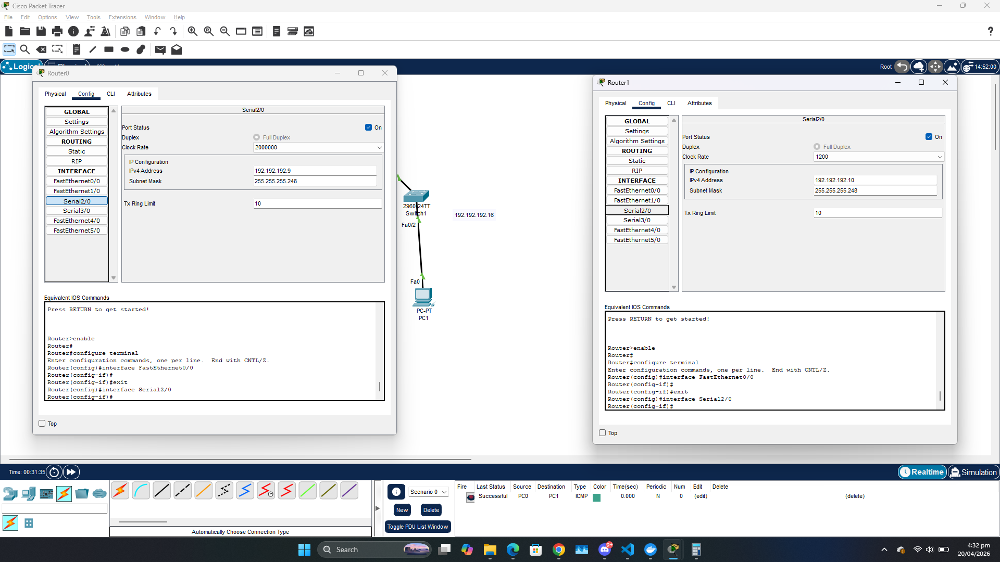 Cisco Packet Tracer
File Edit Options View Tools Extensions Window Help
Logical
Root
14:52:00
Router0
Physical Config CLI Attributes
GLOBAL
Settings
Algorithm Settings
ROUTING
Static
RIP
INTERFACE
FastEthernet0/0
FastEthernet1/0
Serial2/0
Serial3/0
FastEthernet4/0
FastEthernet5/0
Serial2/0
Port Status On
Duplex Full Duplex
Clock Rate 2000000
IP Configuration
IPv4 Address 192.192.192.9
Subnet Mask 255.255.255.248
Tx Ring Limit 10
Equivalent IOS Commands
Press RETURN to get started!
Router>enable
Router#
Router#configure terminal
Enter configuration commands, one per line. End with CNTL/Z.
Router(config)#interface FastEthernet0/0
Router(config-if)#
Router(config-if)#exit
Router(config)#interface Serial2/0
Router(config-if)#
Top
2960-24TT
Switch1
192.192.192.16
Fa0/2
Fa0
PC-PT
PC1
Router1
Physical Config CLI Attributes
GLOBAL
Settings
Algorithm Settings
ROUTING
Static
RIP
INTERFACE
FastEthernet0/0
FastEthernet1/0
Serial2/0
Serial3/0
FastEthernet4/0
FastEthernet5/0
Serial2/0
Port Status On
Duplex Full Duplex
Clock Rate 1200
IP Configuration
IPv4 Address 192.192.192.10
Subnet Mask 255.255.255.248
Tx Ring Limit 10
Equivalent IOS Commands
Press RETURN to get started!
Router>enable
Router#
Router#configure terminal
Enter configuration commands, one per line. End with CNTL/Z.
Router(config)#interface FastEthernet0/0
Router(config-if)#
Router(config-if)#exit
Router(config)#interface Serial2/0
Router(config-if)#
Top
Time: 00:31:35
Realtime Simulation
Automatically Choose Connection Type
Scenario 0
New Delete
Toggle PDU List Window
Fire Last Status Source Destination Type Color Time(sec) Periodic Num Edit Delete
Successful PC0 PC1 ICMP 0.000 N 0 (edit) (delete)
Search
9+
4:32 pm
20/04/2026